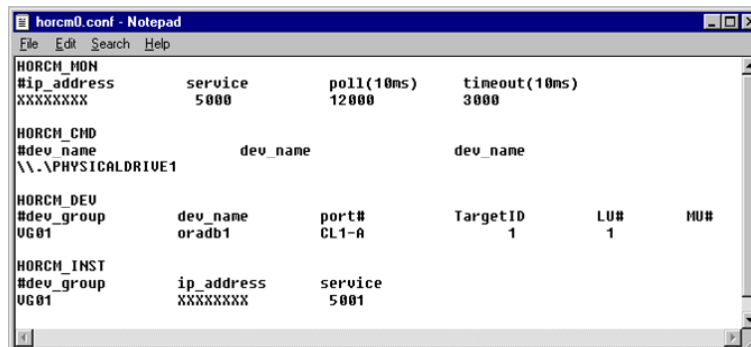 horcm0.conf - Notepad
File Edit Search Help
HORCM_MON
#ip_address service poll(10ms) timeout(10ms)
XXXXXXXX 5000 12000 3000
HORCM_CMD
#dev_name dev_name dev_name
\\.\PHYSICALDRIVE1
HORCM_DEV
#dev_group dev_name port# TargetID LU# MU#
VG01 oradb1 CL1-A 1 1
HORCM_INST
#dev_group ip_address service
VG01 XXXXXXXX 5001